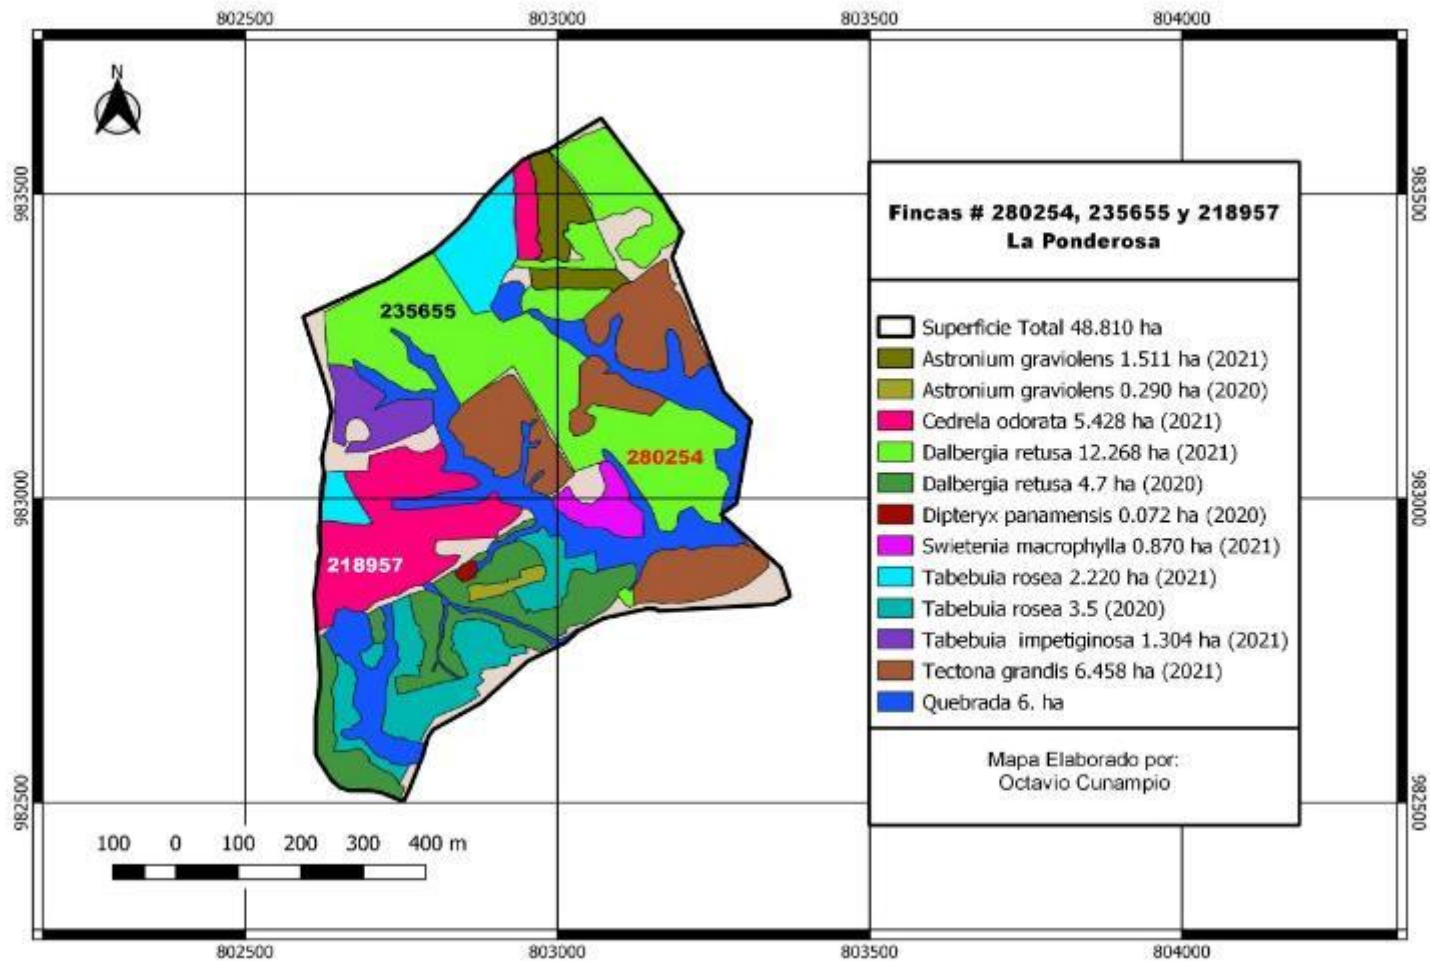 802500 803000 803500 804000
N
983500 983500
983000 983000
982500 982500
235655
280254
218957
Fincas # 280254, 235655 y 218957
La Ponderosa
Superficie Total 48.810 ha
Astronium graviolens 1.511 ha (2021)
Astronium graviolens 0.290 ha (2020)
Cedrela odorata 5.428 ha (2021)
Dalbergia retusa 12.268 ha (2021)
Dalbergia retusa 4.7 ha (2020)
Dipteryx panamensis 0.072 ha (2020)
Swietenia macrophylla 0.870 ha (2021)
Tabebuia rosea 2.220 ha (2021)
Tabebuia rosea 3.5 (2020)
Tabebuia impetiginosa 1.304 ha (2021)
Tectona grandis 6.458 ha (2021)
Quebrada 6. ha
Mapa Elaborado por:
Octavio Cunampio
100 0 100 200 300 400 m
802500 803000 803500 804000